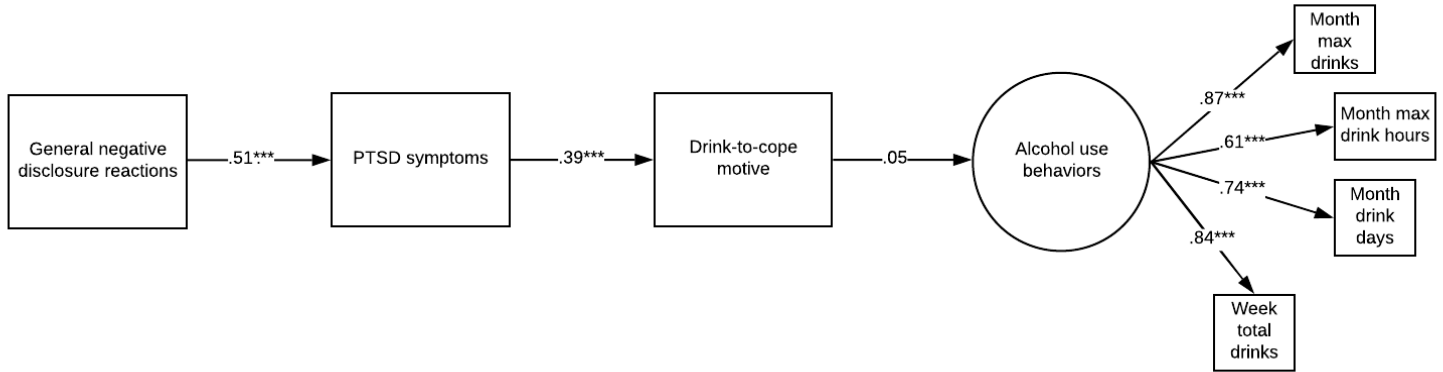 General negative
disclosure reactions
.51***
PTSD symptoms
.39***
Drink-to-cope
motive
.05
Alcohol use
behaviors
.87***
Month
max
drinks
.61***
Month max
drink hours
.74***
Month
drink
days
.84***
Week
total
drinks